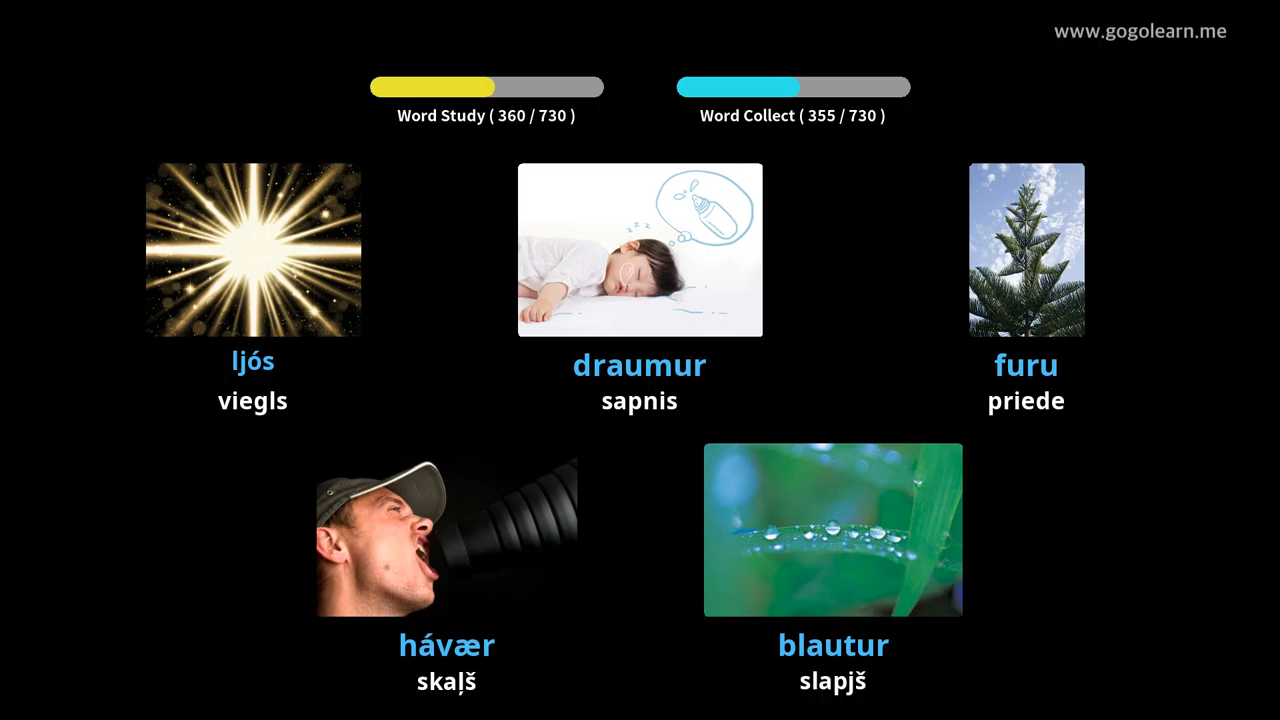 www.gogolearn.me
Word Study ( 360 / 730 )
Word Collect ( 355 / 730 )
ljós
draumur
furu
viegls
sapnis
priede
hávær
blautur
skaļš
slapjš